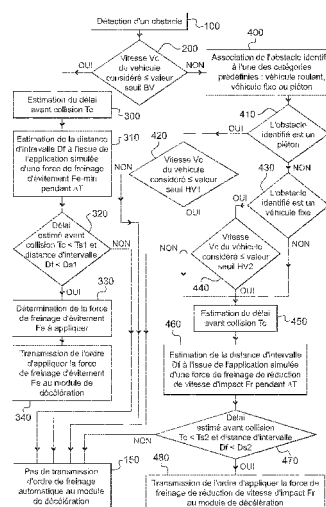 Détection d'un obstacle
100
200
Vitesse Vc
du véhicule
considéré ≤ valeur
seuil BV
OUI
NON
400
Association de l'obstacle identifié
à l'une des catégories
prédéfinies : véhicule roulant,
véhicule fixe ou piéton
Estimation du délai
avant collision Tc
300
310
Estimation de la distance
d'intervalle Df à l'issue de
l'application simulée
d'une force de freinage
d'évitement Fe-min
pendant ΔT
320
Délai
estimé avant
collision Tc < Ts1 et
distance d'intervalle
Df < Ds1
NON
OUI
330
Détermination de la force
de freinage d'évitement
Fe à appliquer
Transmission de l'ordre
d'appliquer la force
de freinage d'évitement
Fe au module de
décélération
340
410
L'obstacle
identifié est un
piéton
OUI
NON
420
Vitesse Vc
du véhicule
considéré ≤ valeur
seuil HV1
NON
OUI
430
L'obstacle
identifié est un
véhicule fixe
OUI
NON
Vitesse
Vc du véhicule
considéré ≤ valeur
seuil HV2
NON
OUI
440
Estimation du délai
avant collision Tc
450
460
Estimation de la distance d'intervalle
Df à l'issue de l'application simulée
d'une force de freinage de réduction
de vitesse d'impact Fr pendant ΔT
Délai
estimé avant collision
Tc < Ts2 et distance d'intervalle
Df < Ds2
NON
OUI
470
150
Pas de transmission
d'ordre de freinage
automatique au module
de décélération
480
Transmission de l'ordre d'appliquer la force de
freinage de réduction de vitesse d'impact Fr
au module de décélération